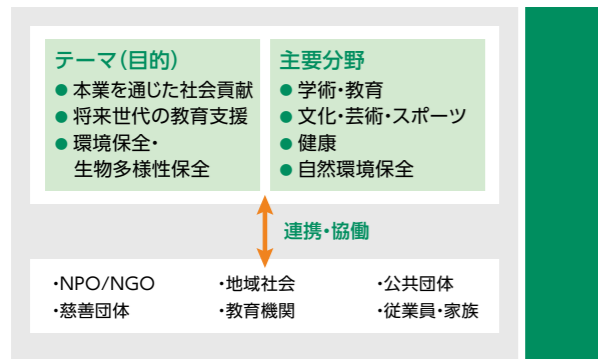 テーマ（目的）
● 本業を通じた社会貢献
● 将来世代の教育支援
● 環境保全・
生物多様性保全
主要分野
● 学術・教育
● 文化・芸術・スポーツ
● 健康
● 自然環境保全
連携・協働
・NPO/NGO ・地域社会 ・公共団体
・慈善団体 ・教育機関 ・従業員・家族